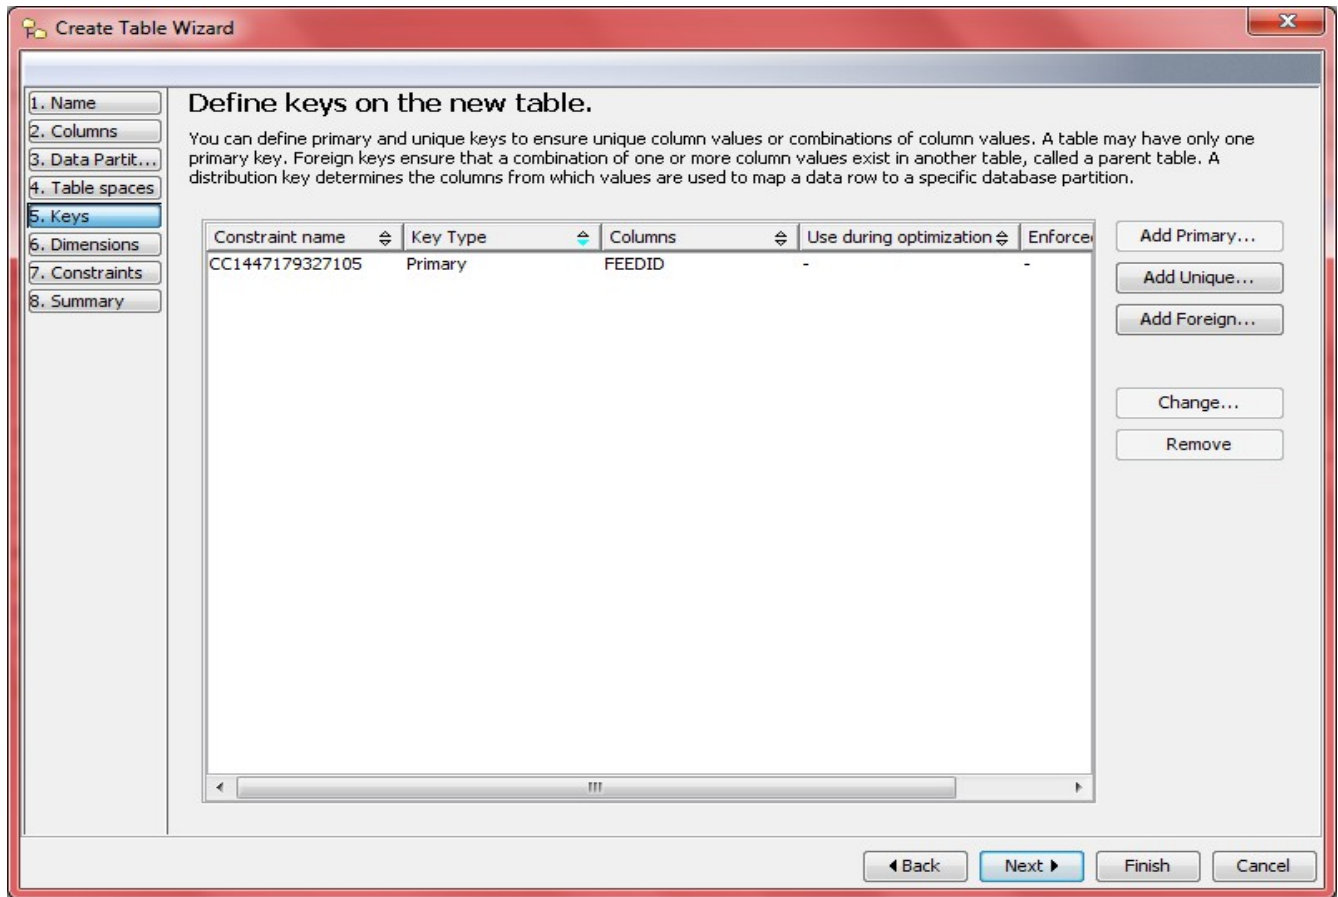 Create Table Wizard
1. Name
2. Columns
3. Data Partit...
4. Table spaces
5. Keys
6. Dimensions
7. Constraints
8. Summary
Define keys on the new table.
You can define primary and unique keys to ensure unique column values or combinations of column values. A table may have only one
primary key. Foreign keys ensure that a combination of one or more column values exist in another table, called a parent table. A
distribution key determines the columns from which values are used to map a data row to a specific database partition.
Constraint name Key Type Columns Use during optimization Enforce
CC1447179327105 Primary FEEDID - -
Add Primary...
Add Unique...
Add Foreign...
Change...
Remove
Back Next Finish Cancel